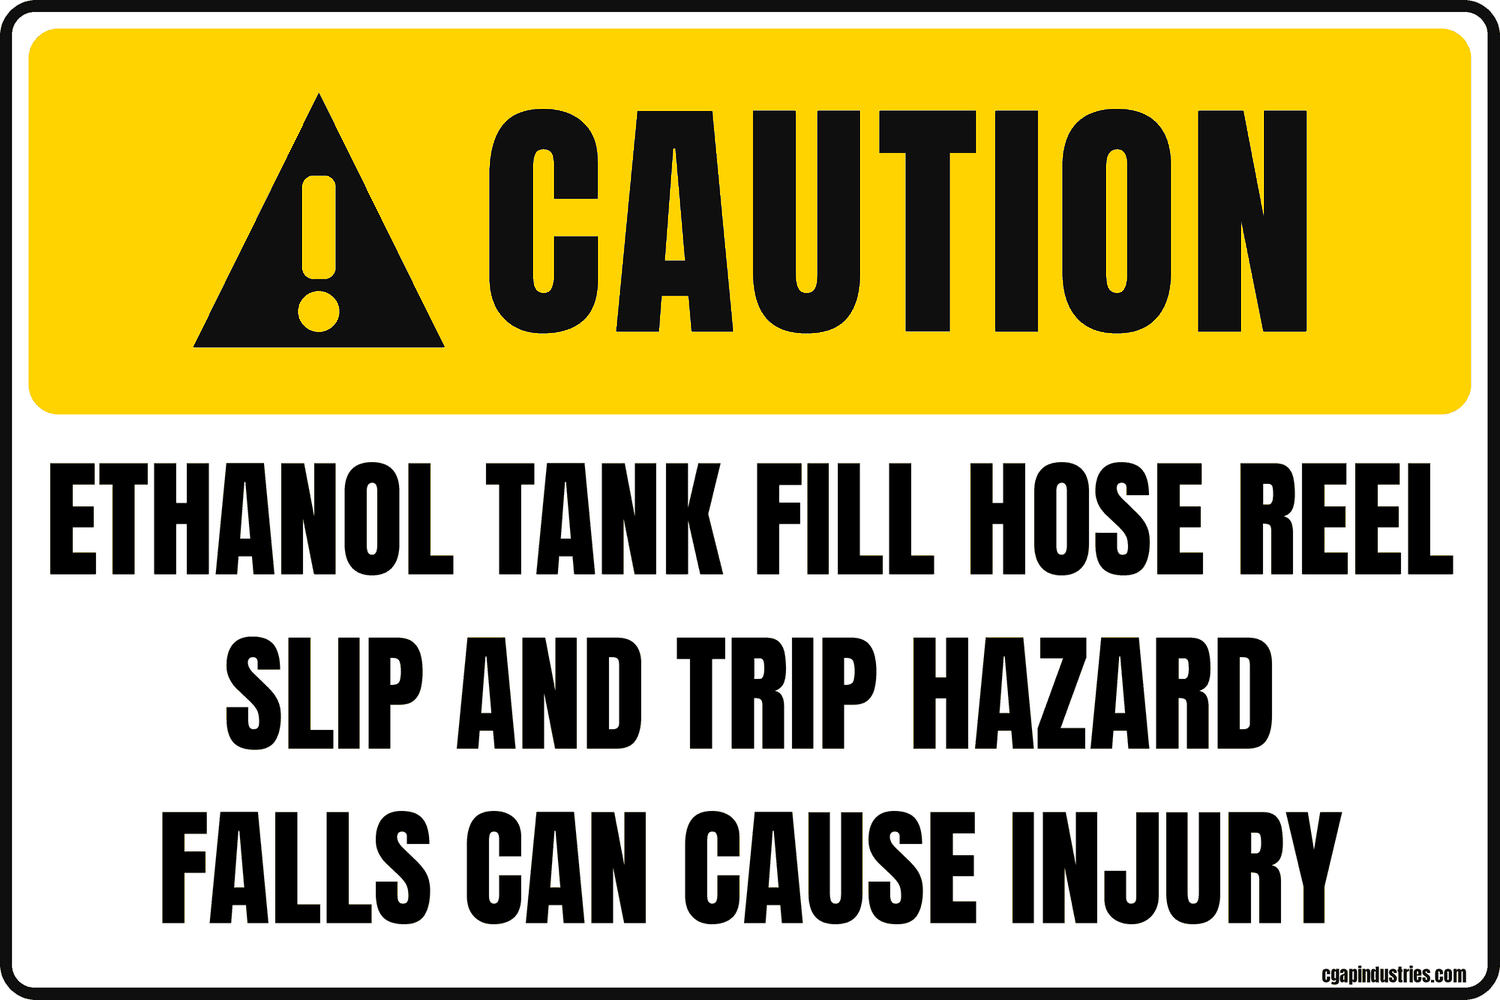 CAUTION
ETHANOL TANK FILL HOSE REEL
SLIP AND TRIP HAZARD
FALLS CAN CAUSE INJURY
cgapindustries.com